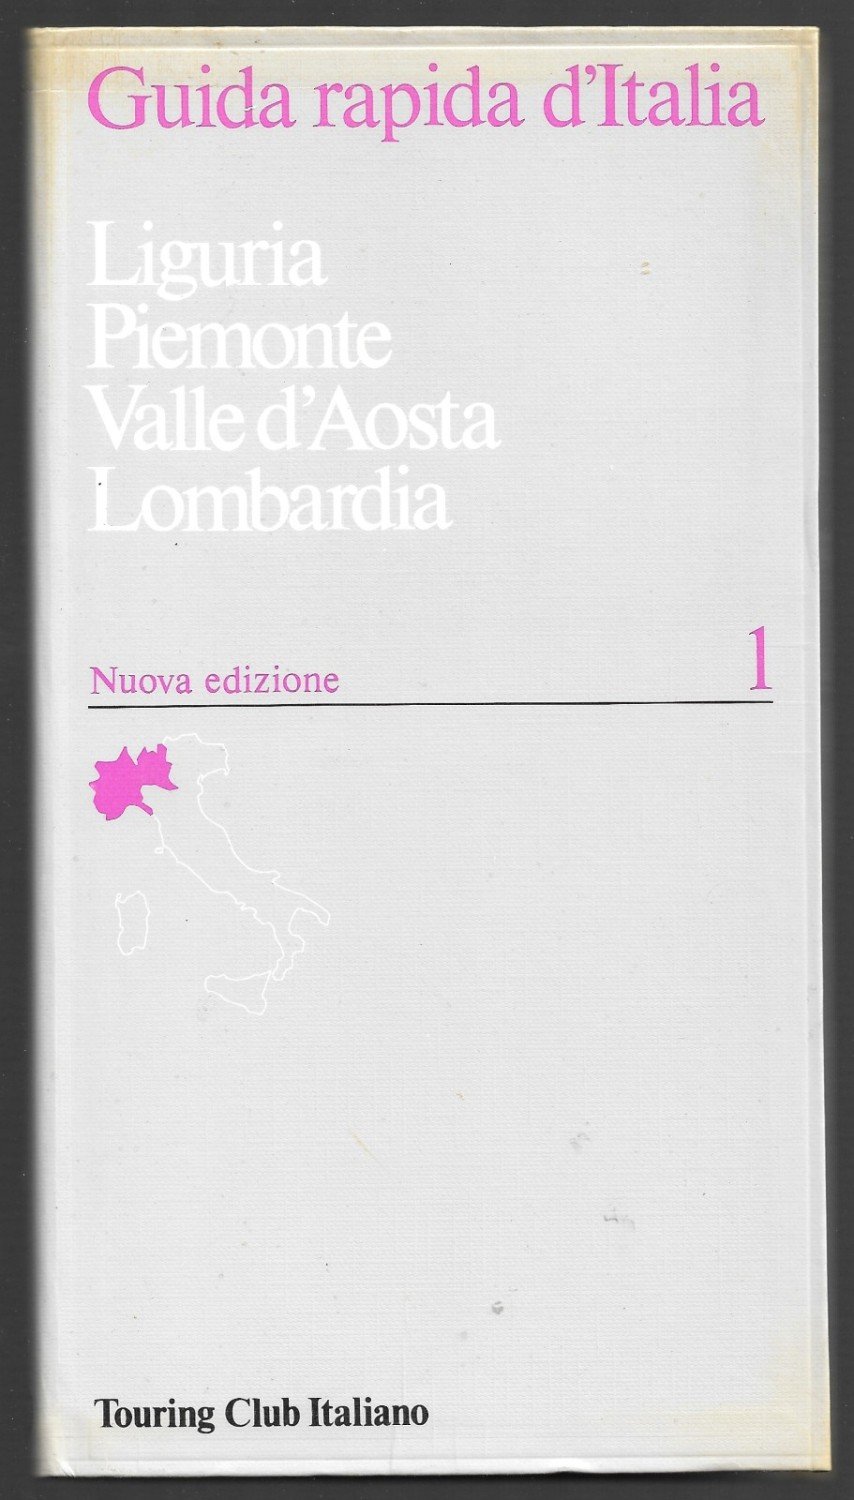 Guida rapida d'Italia
Liguria
Piemonte
Valle d'Aosta
Lombardia
Nuova edizione 1
Touring Club Italiano